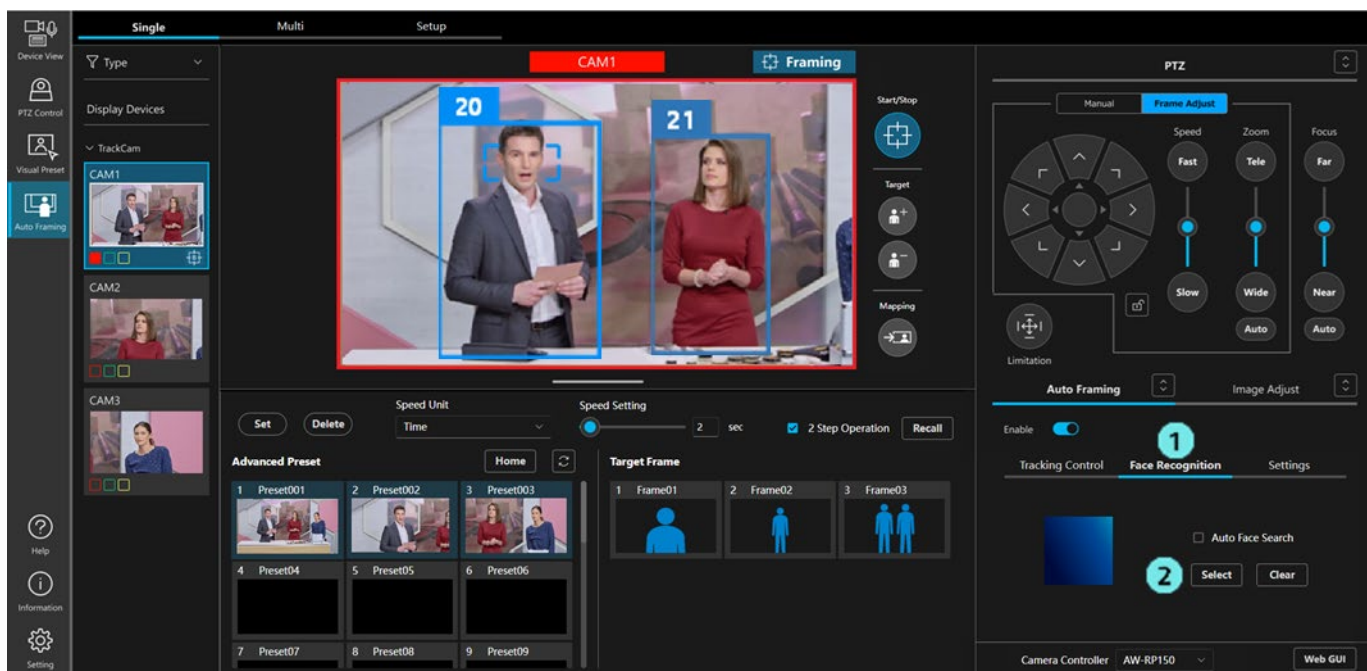 Single
Multi
Setup
Device View
PTZ Control
Visual Preset
Auto Framing
Help
Information
Setting
Type
Display Devices
TrackCam
CAM1
CAM2
CAM3
CAM1
Framing
20
21
Start/Stop
Target
Mapping
Set
Delete
Speed Unit
Time
Speed Setting
2 sec
2 Step Operation
Recall
Advanced Preset
Home
1 Preset001
2 Preset002
3 Preset003
4 Preset04
5 Preset05
6 Preset06
7 Preset07
8 Preset08
9 Preset09
Target Frame
1 Frame01
2 Frame02
3 Frame03
PTZ
Manual
Frame Adjust
Speed
Zoom
Focus
Fast
Tele
Far
Slow
Wide
Near
Auto
Auto
Limitation
Auto Framing
Image Adjust
Enable
1
Tracking Control
Face Recognition
Settings
Auto Face Search
2
Select
Clear
Camera Controller
AW-RP150
Web GUI